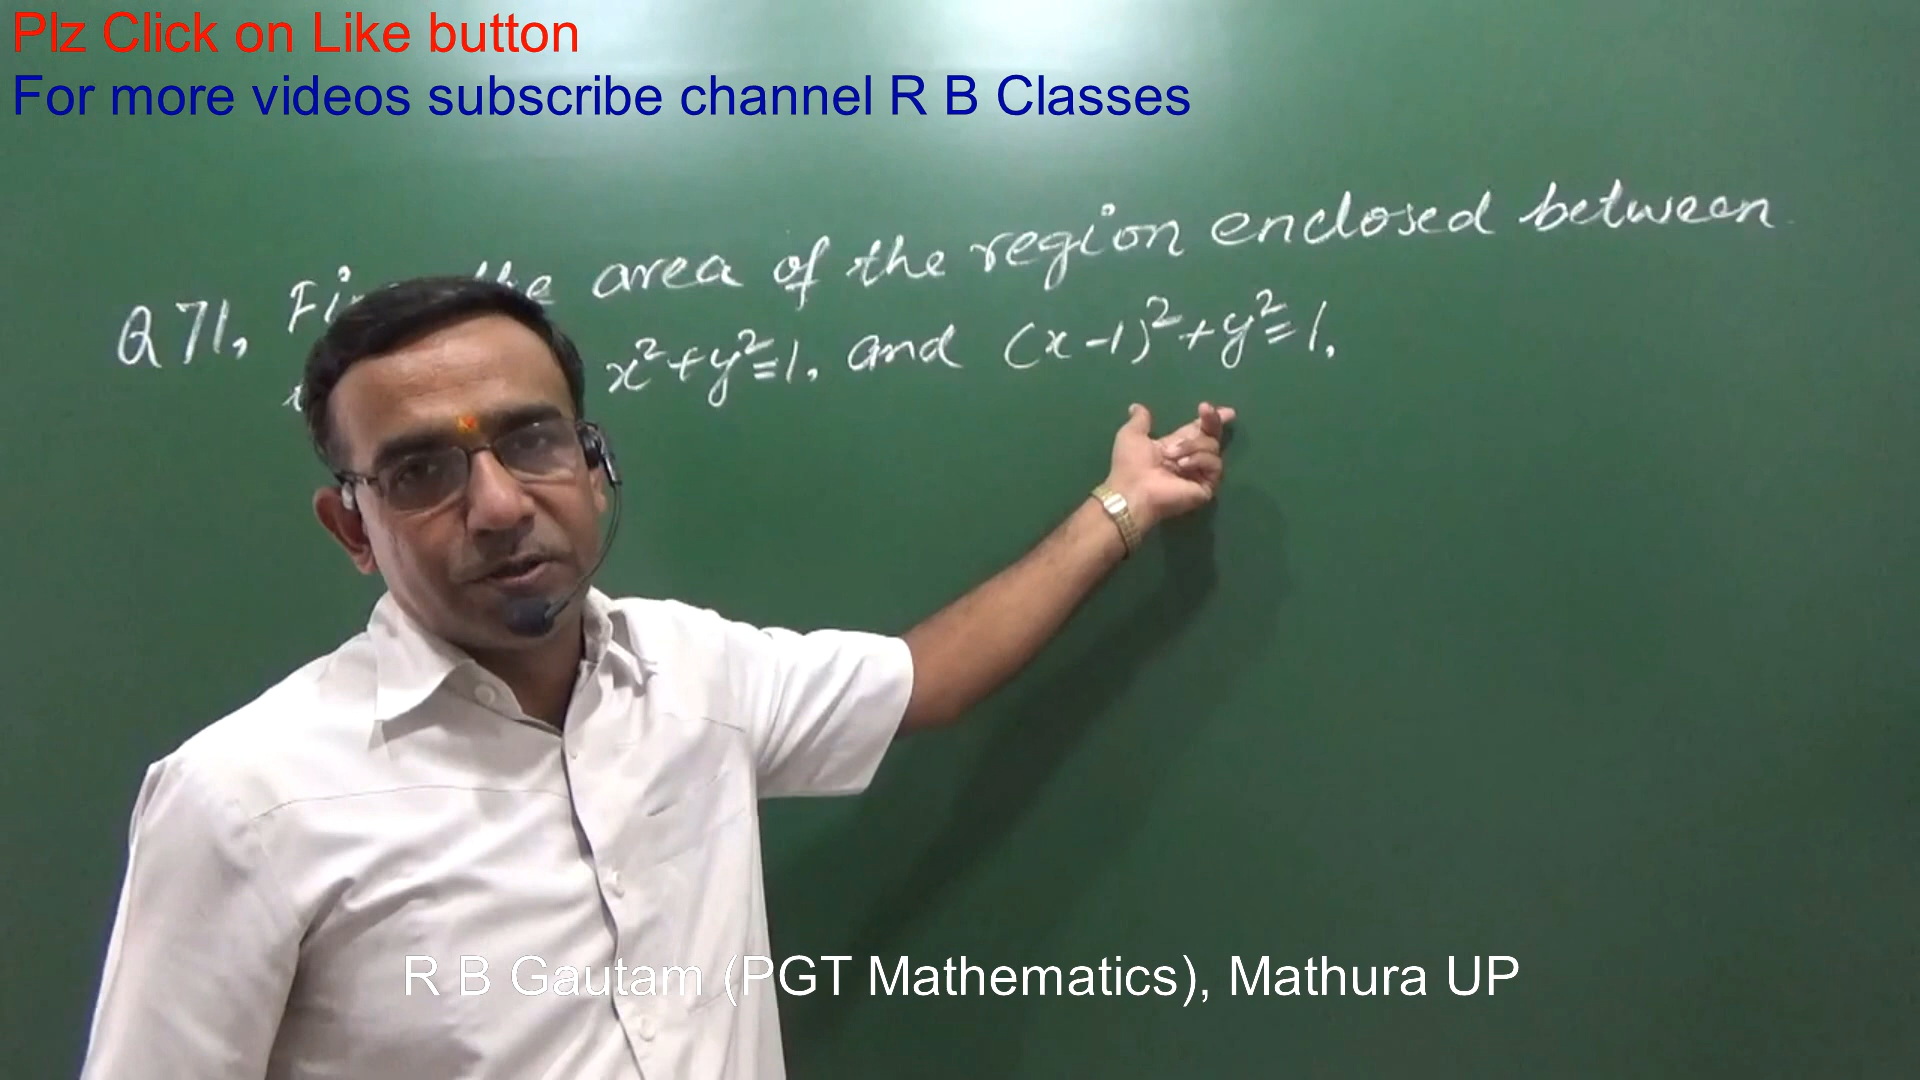 Plz Click on Like button
For more videos subscribe channel R B Classes
Q71, area of the region enclosed between
x²+y²=1, and (x-1)²+y²=1.
R B Gautam (PGT Mathematics), Mathura UP